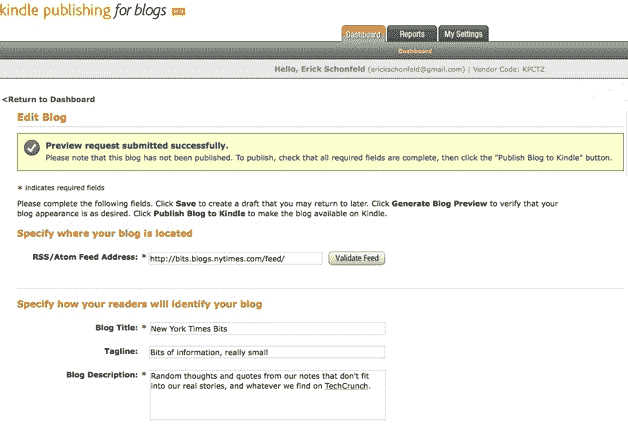 kindle publishing for blogs
Dashboard Reports My Settings
Dashboard
Hello, Erick Schonfeld (erickschonfeld@gmail.com) | Vendor Code: KPCTZ
<Return to Dashboard
Edit Blog
Preview request submitted successfully.
Please note that this blog has not been published. To publish, check that all required fields are complete, then click the "Publish Blog to Kindle" button.
* indicates required fields
Please complete the following fields. Click Save to create a draft that you may return to later. Click Generate Blog Preview to verify that your
blog appearance is as desired. Click Publish Blog to Kindle to make the blog available on Kindle.
Specify where your blog is located
RSS/Atom Feed Address: * http://bits.blogs.nytimes.com/feed/ Validate Feed
Specify how your readers will identify your blog
Blog Title: * New York Times Bits
Tagline: Bits of information, really small
Blog Description: * Random thoughts and quotes from our notes that don't fit
into our real stories, and whatever we find on TechCrunch.